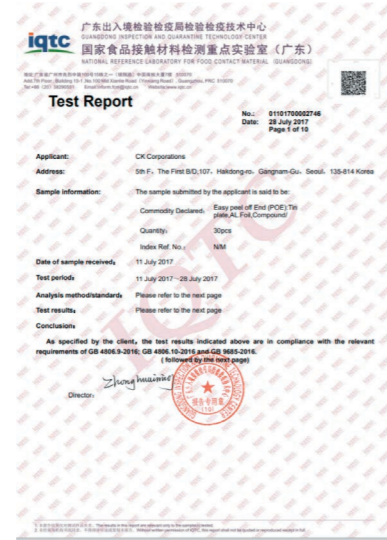 iqtc
广东出入境检验检疫局检验检疫技术中心
GUANGDONG INSPECTION AND QUARANTINE TECHNOLOGY CENTER
国家食品接触材料检测重点实验室（广东）
NATIONAL REFERENCE LABORATORY FOR FOOD CONTACT MATERIAL (GUANGDONG)
Test Report
No.: 01101700002746
Date: 28 July 2017
Page 1 of 10
Applicant: CK Corporations
Address: 5th F., The First B/D,107, Hakdong-ro, Gangnam-Gu, Seoul, 135-814 Korea
Sample information: The sample submitted by the applicant is said to be:
Commodity Declared: Easy peel off End (POE):Tin
plate,AL.Foil,Compound/
Quantity: 30pcs
Index Ref. No.: N/M
Date of sample received: 11 July 2017
Test period: 11 July 2017～28 July 2017
Analysis method/standard: Please refer to the next page
Test results: Please refer to the next page
Conclusion:
As specified by the client, the test results indicated above are in compliance with the relevant
requirements of GB 4806.9-2016; GB 4806.10-2016 and GB 9685-2016.
( followed by the next page)
Director: